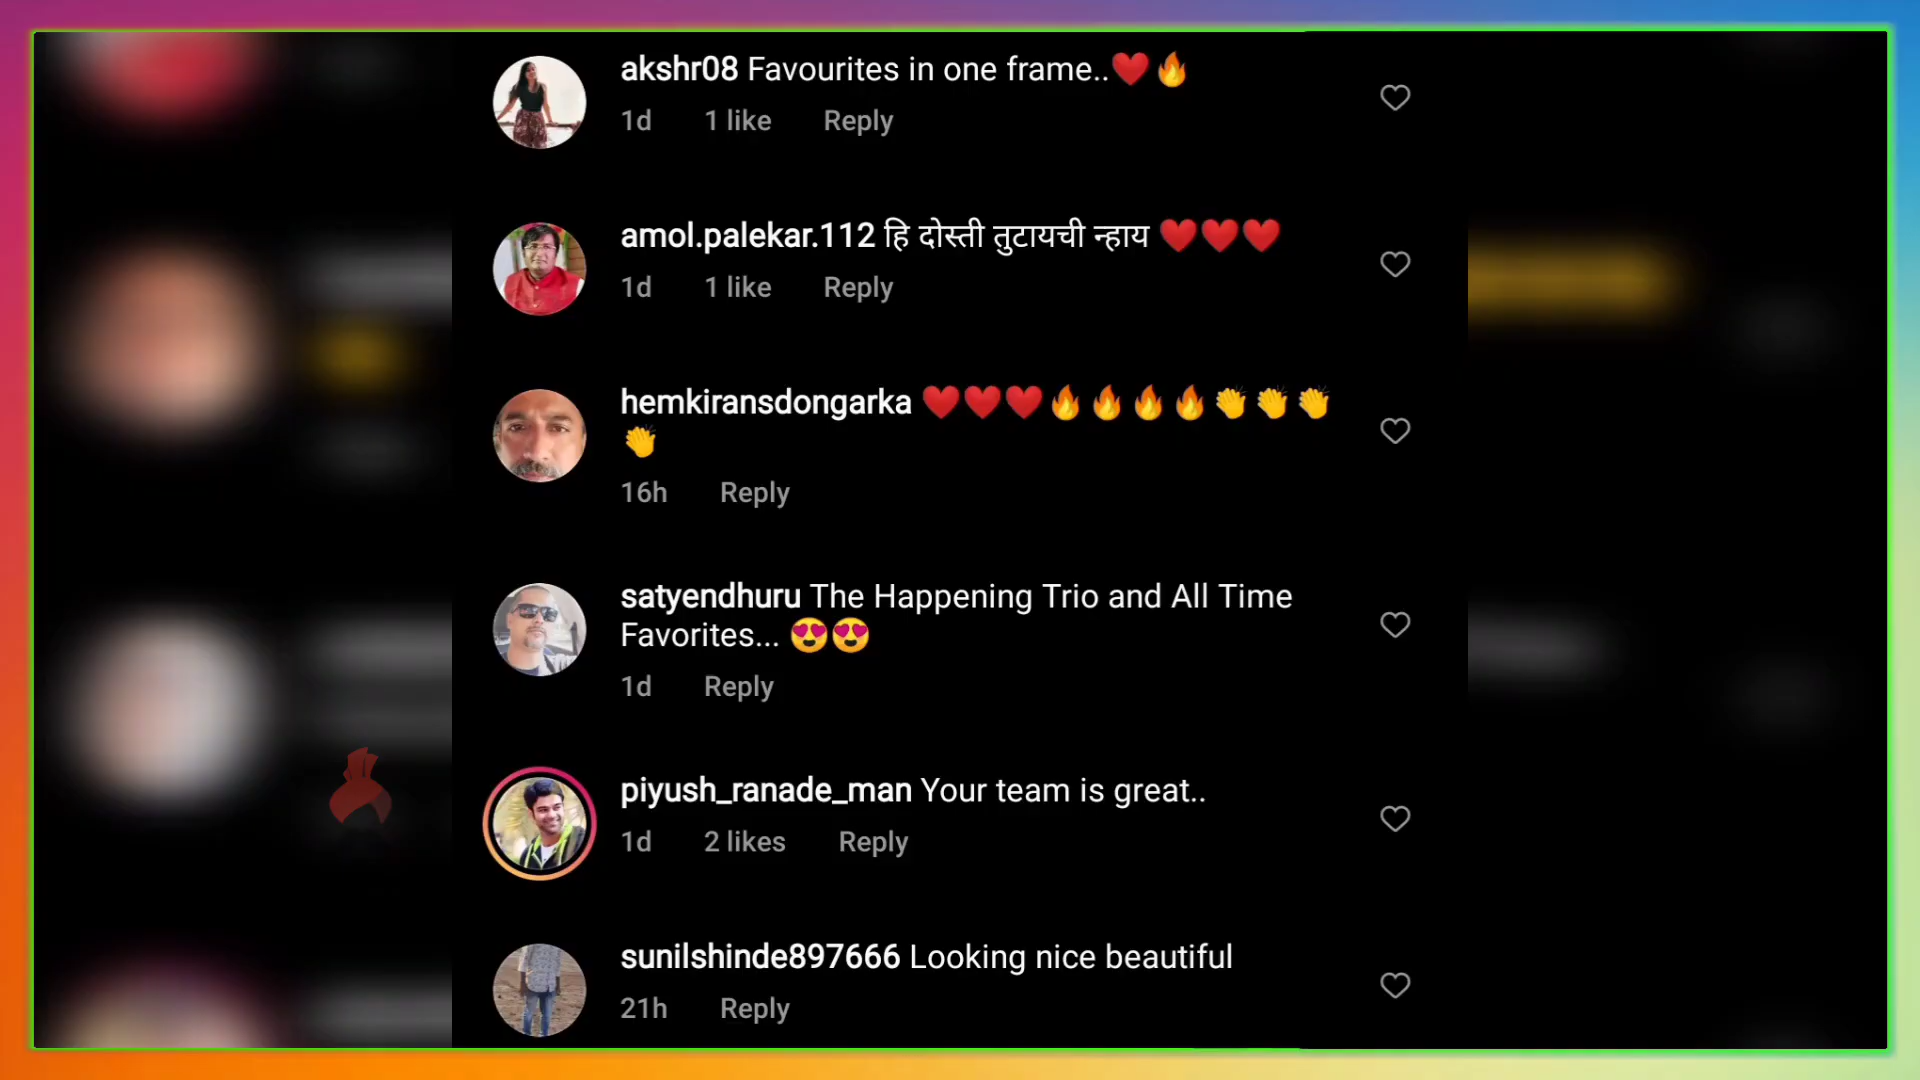 akshr08 Favourites in one frame..❤️🔥
1d 1 like Reply
amol.palekar.112 हि दोस्ती तुटायची न्हाय ❤️❤️❤️
1d 1 like Reply
hemkiransdongarka ❤️❤️❤️🔥🔥🔥🔥👏👏👏
👏
16h Reply
satyendhuru The Happening Trio and All Time
Favorites... 😍😍
1d Reply
piyush_ranade_man Your team is great..
1d 2 likes Reply
sunilshinde897666 Looking nice beautiful
21h Reply